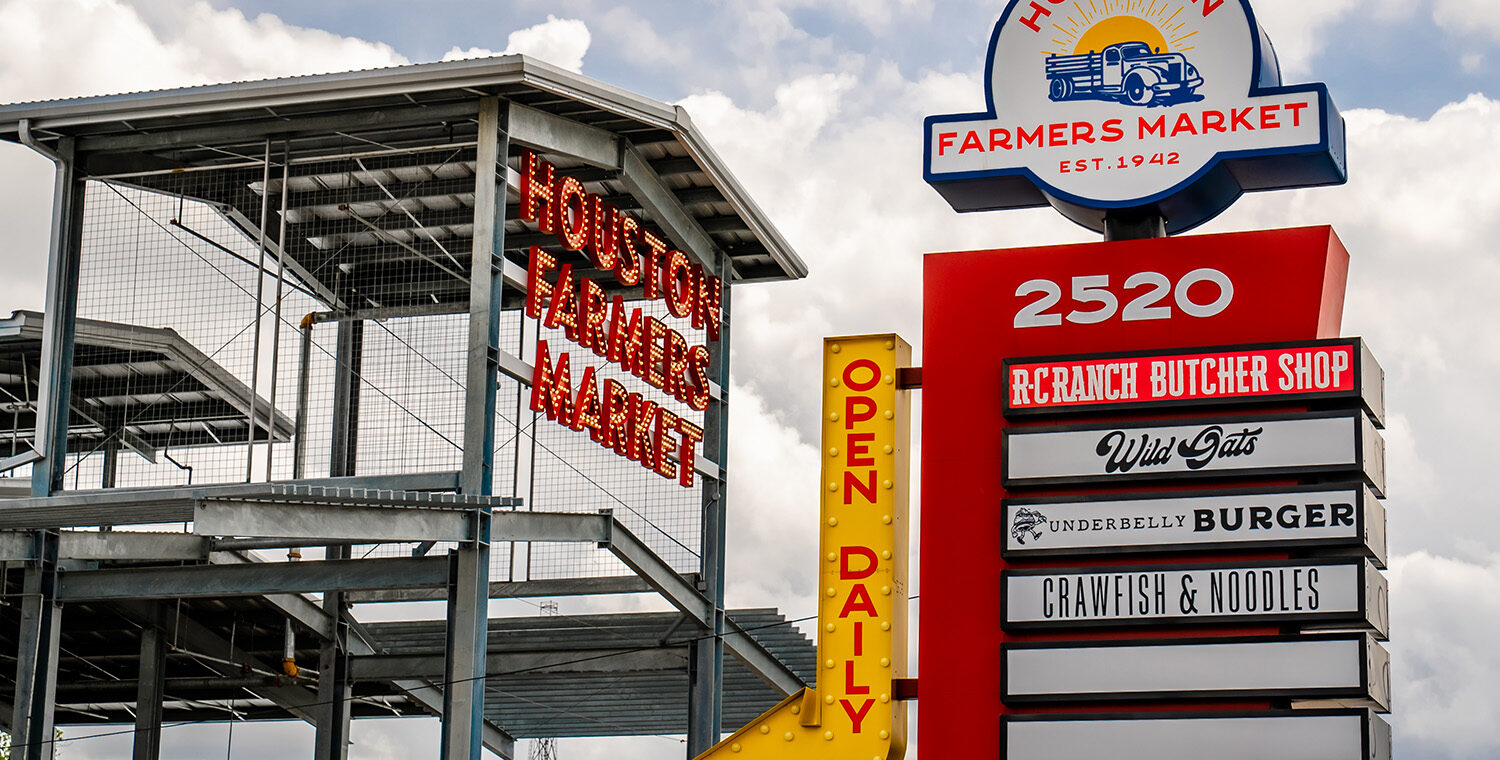 HOUSTON
FARMERS
MARKET
HOUSTON
FARMERS MARKET
EST. 1942
2520
OPEN DAILY
R-C RANCH BUTCHER SHOP
Wild Oats
UNDERBELLY BURGER
CRAWFISH & NOODLES